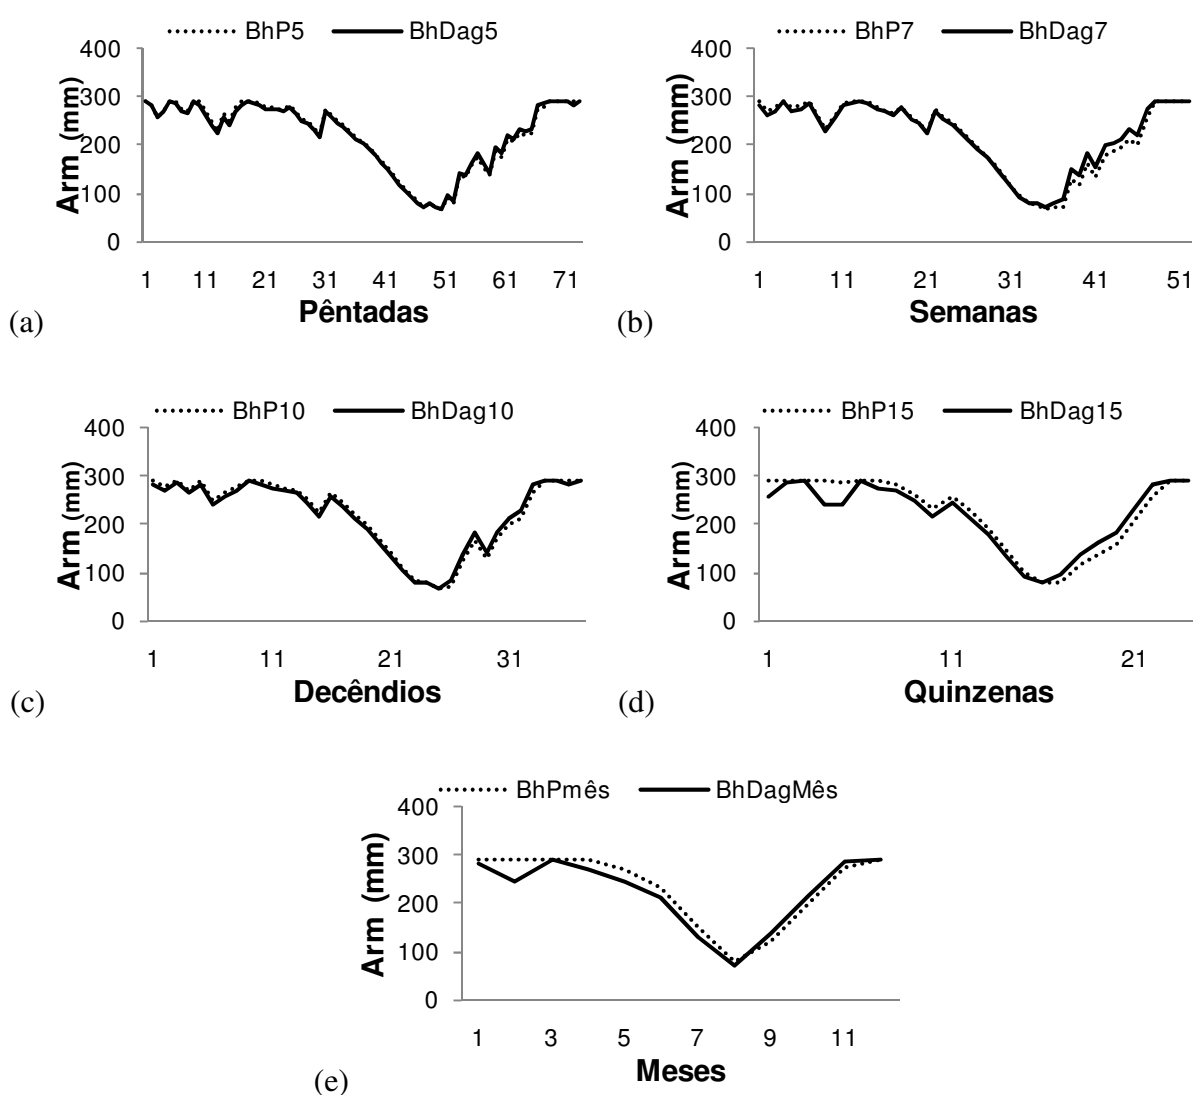 BhP5 BhDag5
400
300
200
100
0
Arm (mm)
1 11 21 31 41 51 61 71
Pêntadas
(a)
BhP7 BhDag7
400
300
200
100
0
Arm (mm)
1 11 21 31 41 51
Semanas
(b)
BhP10 BhDag10
400
300
200
100
0
Arm (mm)
1 11 21 31
Decêndios
(c)
BhP15 BhDag15
400
300
200
100
0
Arm (mm)
1 11 21
Quinzenas
(d)
BhPmês BhDagMês
400
300
200
100
0
Arm (mm)
1 3 5 7 9 11
Meses
(e)